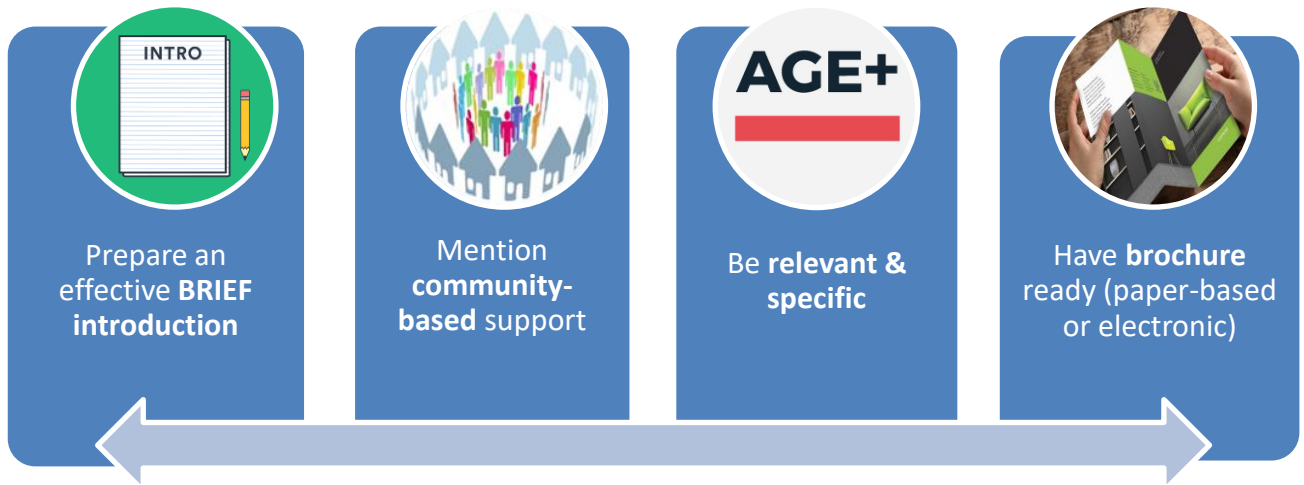 INTRO
Prepare an
effective BRIEF
introduction
Mention
community-
based support
AGE+
Be relevant &
specific
Have brochure
ready (paper-based
or electronic)